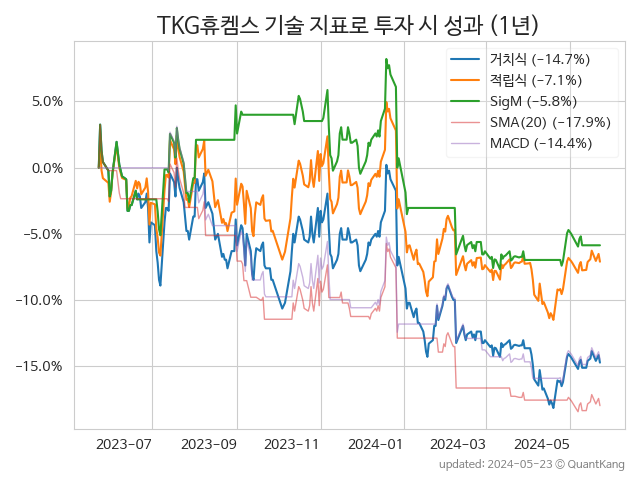 TKG휴켐스 기술 지표로 투자 시 성과 (1년)
거치식 (−14.7%)
적립식 (−7.1%)
SigM (−5.8%)
SMA(20) (−17.9%)
MACD (−14.4%)
5.0%
0.0%
−5.0%
−10.0%
−15.0%
2023−07 2023−09 2023−11 2024−01 2024−03 2024−05
updated: 2024−05−23 ⓒ QuantKang